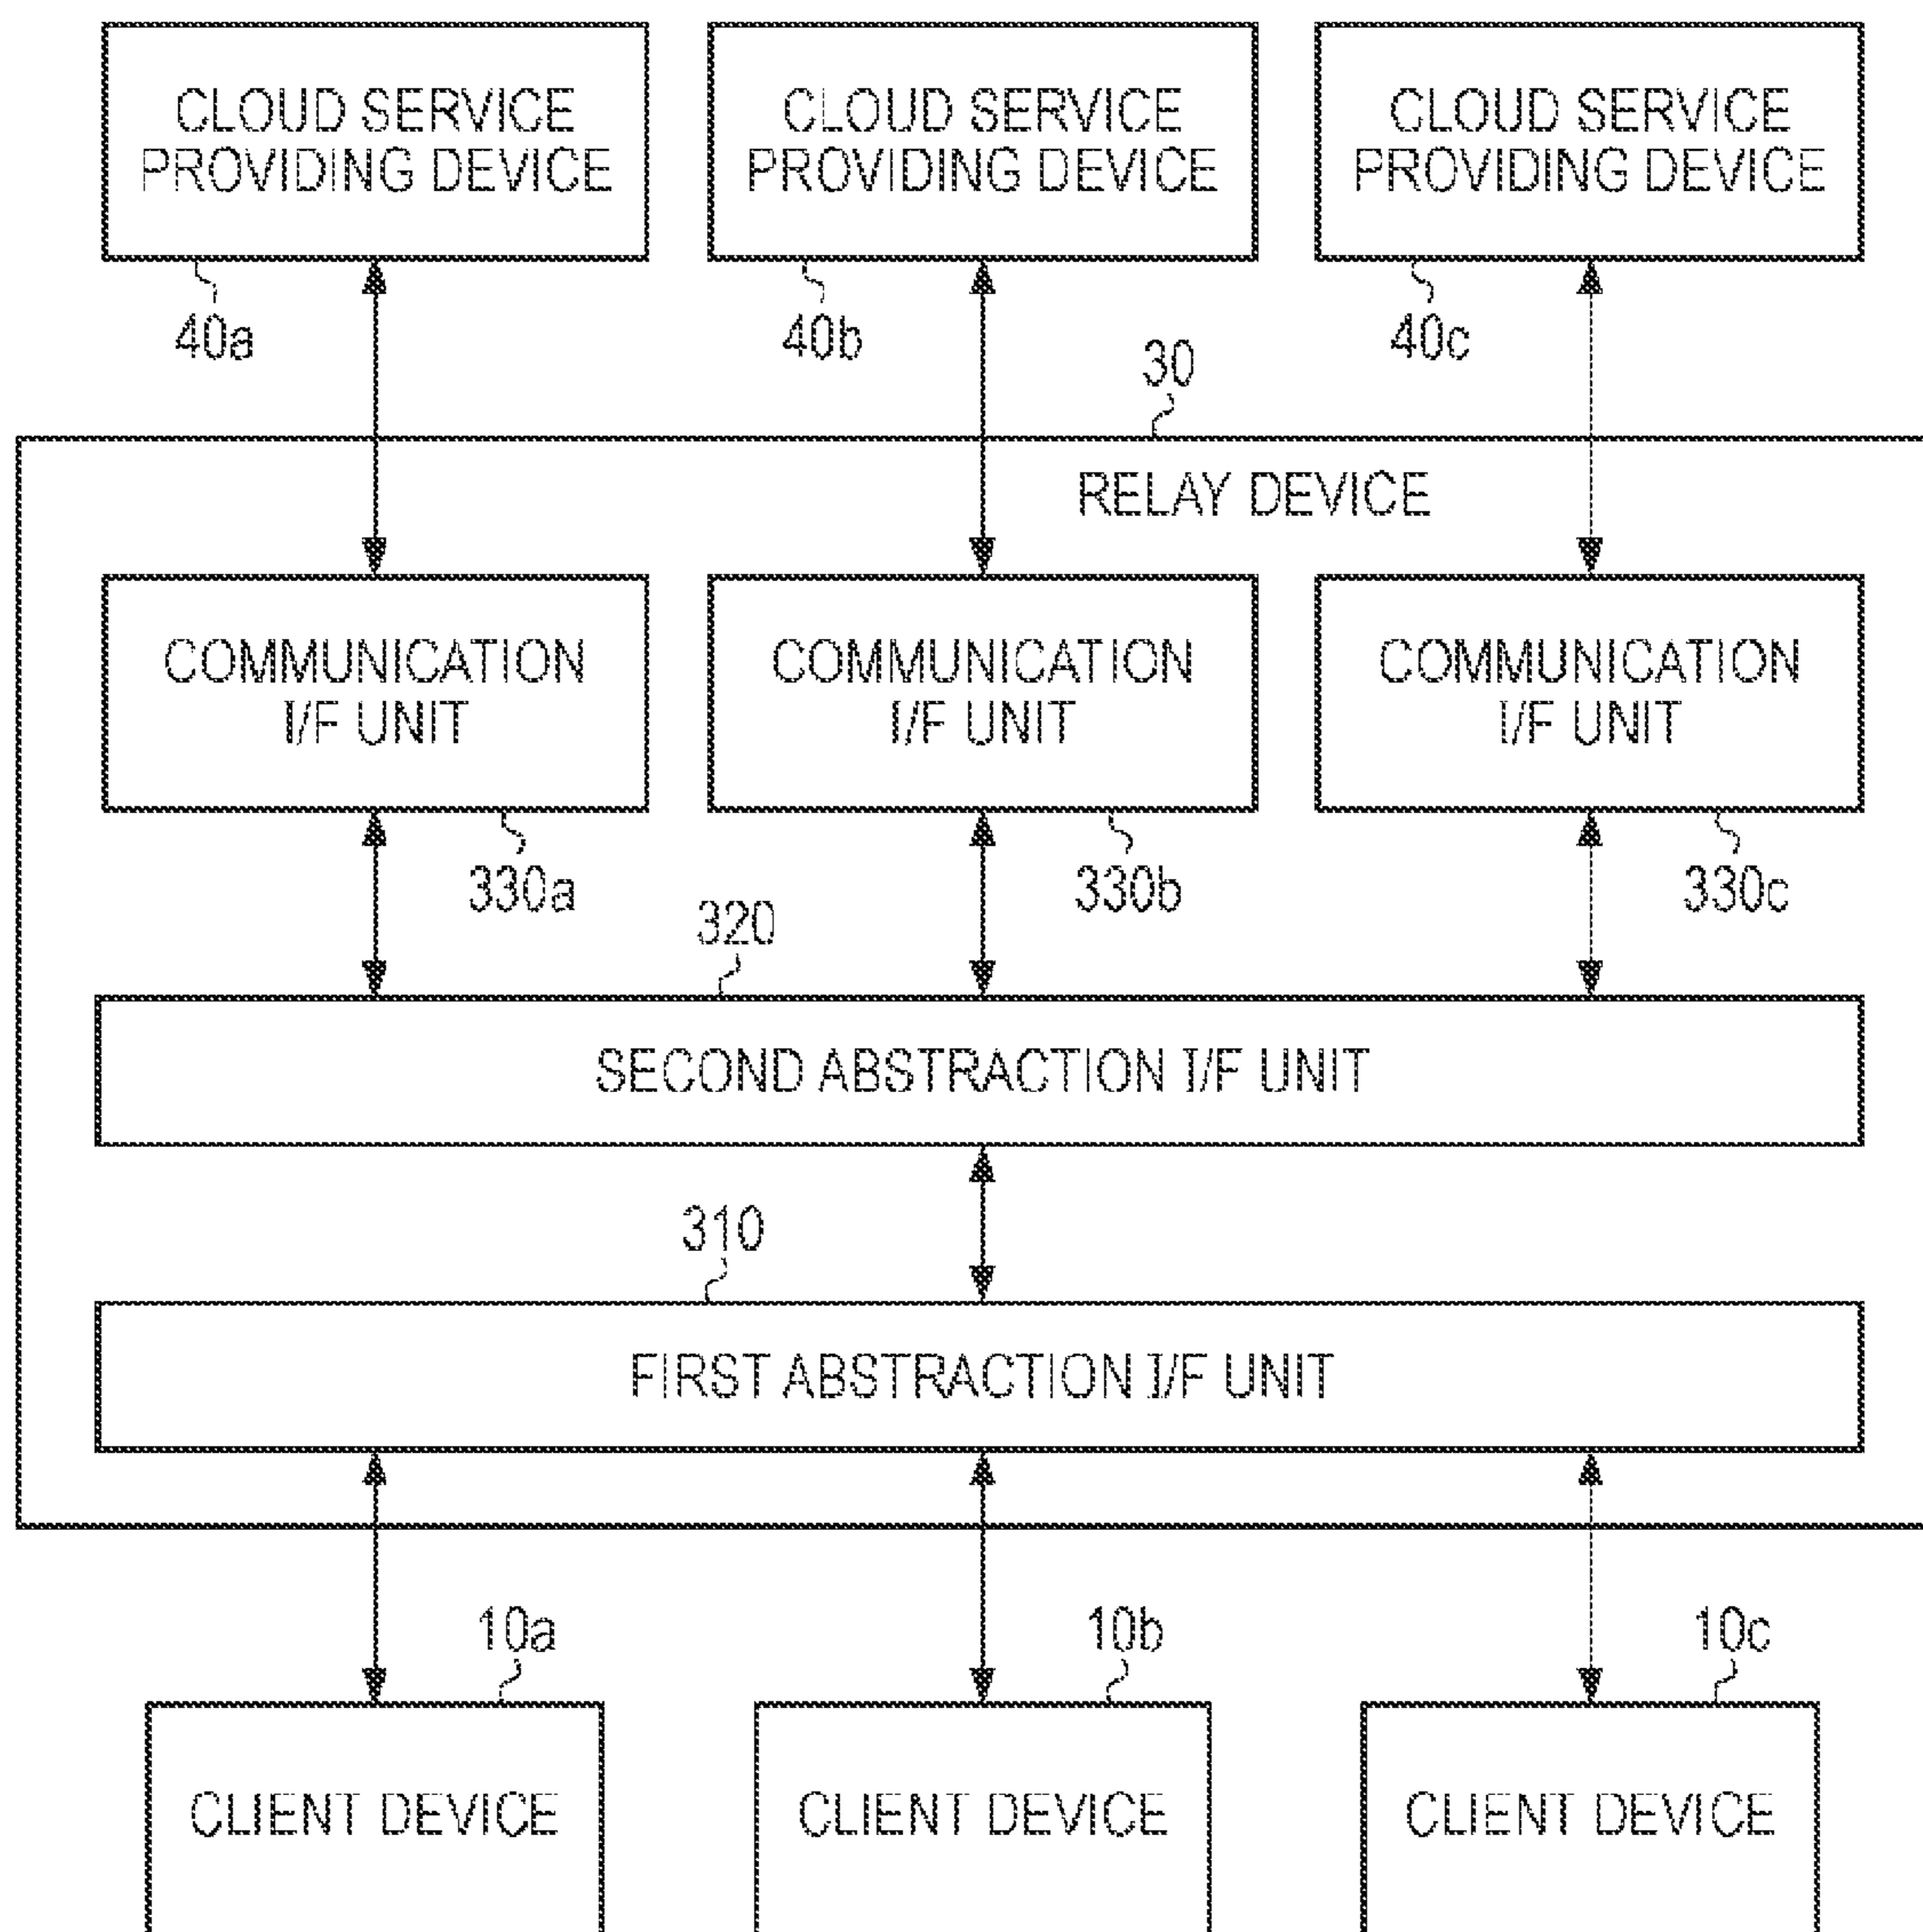 CLOUD SERVICE
PROVIDING DEVICE
CLOUD SERVICE
PROVIDING DEVICE
CLOUD SERVICE
PROVIDING DEVICE
40a
40b
40c
30
RELAY DEVICE
COMMUNICATION
I/F UNIT
COMMUNICATION
I/F UNIT
COMMUNICATION
I/F UNIT
330a
330b
330c
320
SECOND ABSTRACTION I/F UNIT
310
FIRST ABSTRACTION I/F UNIT
10a
10b
10c
CLIENT DEVICE
CLIENT DEVICE
CLIENT DEVICE